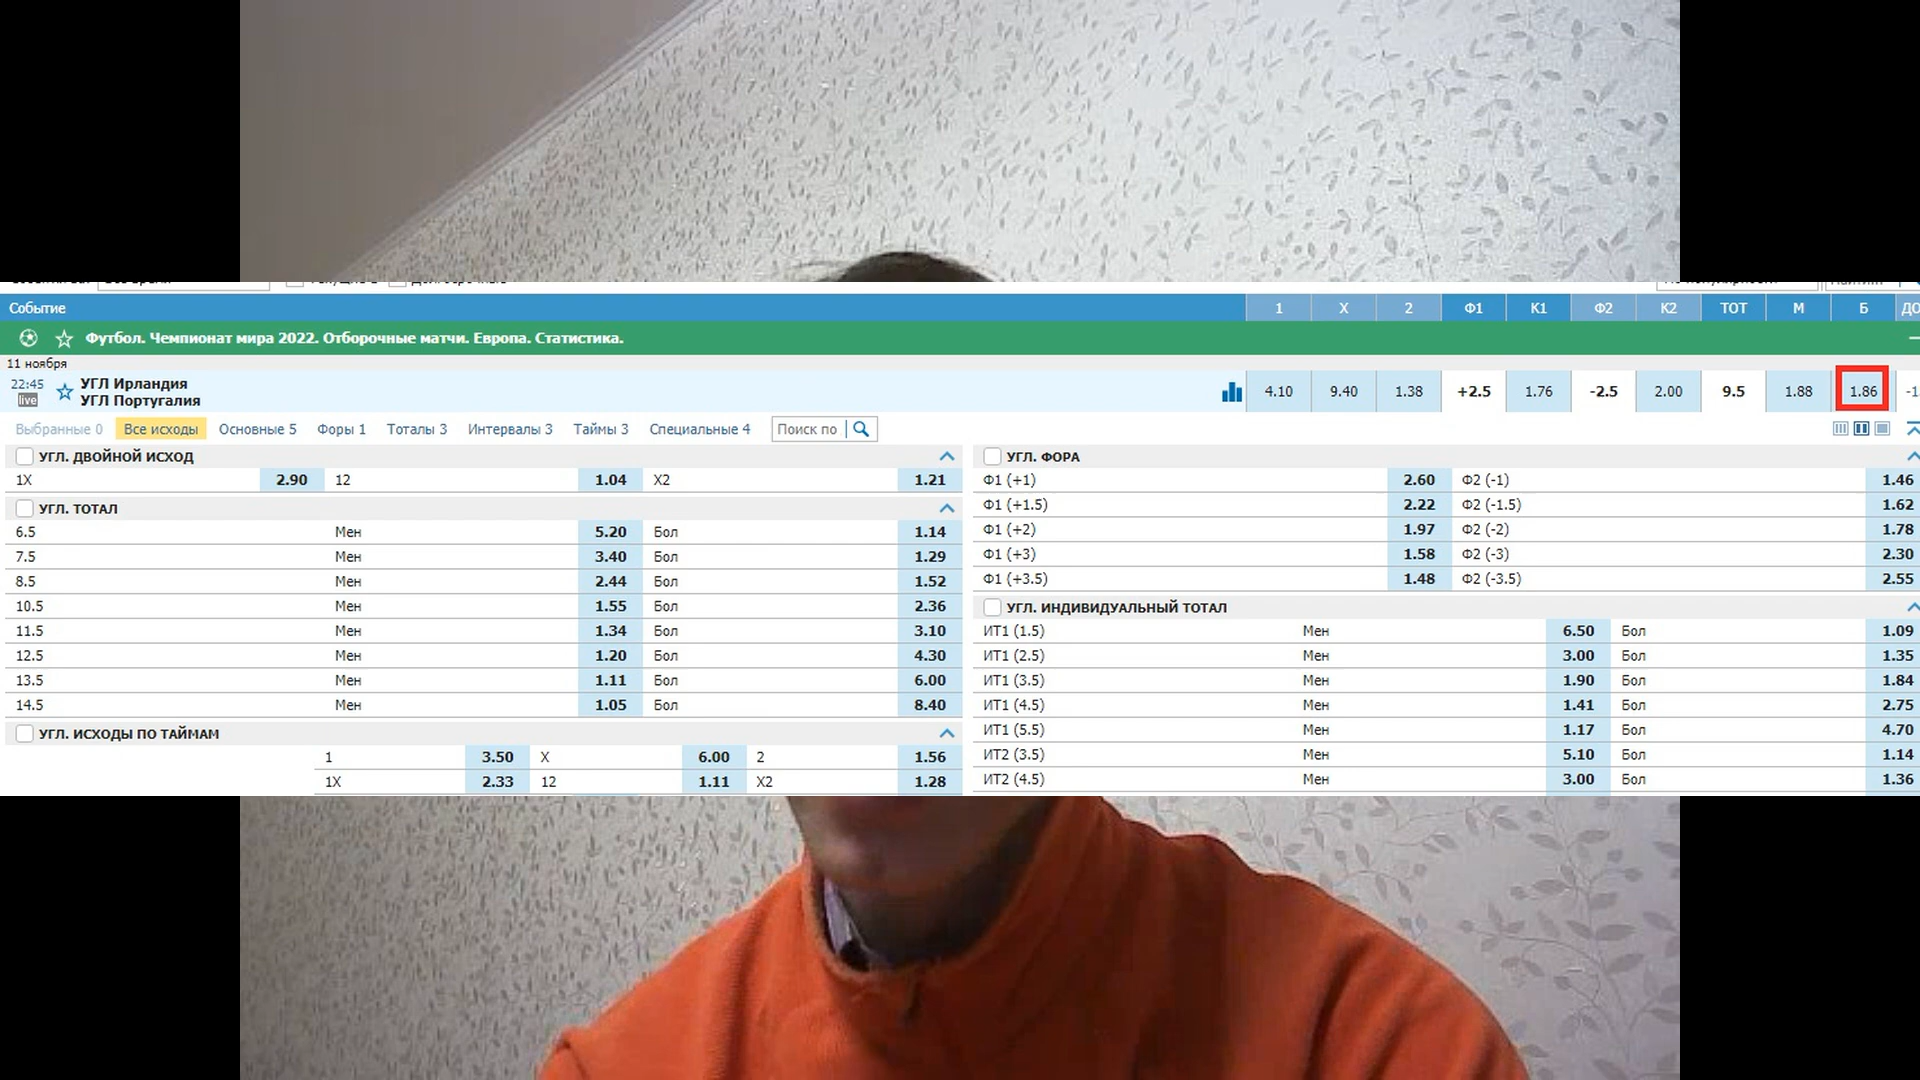 Событие 1 X 2 Ф1 К1 Ф2 К2 ТОТ М Б
Футбол. Чемпионат мира 2022. Отборочные матчи. Европа. Статистика.
11 ноября
22:45 УГЛ Ирландия
live УГЛ Португалия
4.10 9.40 1.38 +2.5 1.76 -2.5 2.00 9.5 1.88 1.86
Выбранные 0 Все исходы Основные 5 Форы 1 Тоталы 3 Интервалы 3 Таймы 3 Специальные 4 Поиск по
УГЛ. ДВОЙНОЙ ИСХОД
1X 2.90 12 1.04 X2 1.21
УГЛ. ТОТАЛ
6.5 Мен 5.20 Бол 1.14
7.5 Мен 3.40 Бол 1.29
8.5 Мен 2.44 Бол 1.52
10.5 Мен 1.55 Бол 2.36
11.5 Мен 1.34 Бол 3.10
12.5 Мен 1.20 Бол 4.30
13.5 Мен 1.11 Бол 6.00
14.5 Мен 1.05 Бол 8.40
УГЛ. ИСХОДЫ ПО ТАЙМАМ
1 3.50 X 6.00 2 1.56
1X 2.33 12 1.11 X2 1.28
УГЛ. ФОРА
Ф1 (+1) 2.60 Ф2 (-1) 1.46
Ф1 (+1.5) 2.22 Ф2 (-1.5) 1.62
Ф1 (+2) 1.97 Ф2 (-2) 1.78
Ф1 (+3) 1.58 Ф2 (-3) 2.30
Ф1 (+3.5) 1.48 Ф2 (-3.5) 2.55
УГЛ. ИНДИВИДУАЛЬНЫЙ ТОТАЛ
ИТ1 (1.5) Мен 6.50 Бол 1.09
ИТ1 (2.5) Мен 3.00 Бол 1.35
ИТ1 (3.5) Мен 1.90 Бол 1.84
ИТ1 (4.5) Мен 1.41 Бол 2.75
ИТ1 (5.5) Мен 1.17 Бол 4.70
ИТ2 (3.5) Мен 5.10 Бол 1.14
ИТ2 (4.5) Мен 3.00 Бол 1.36